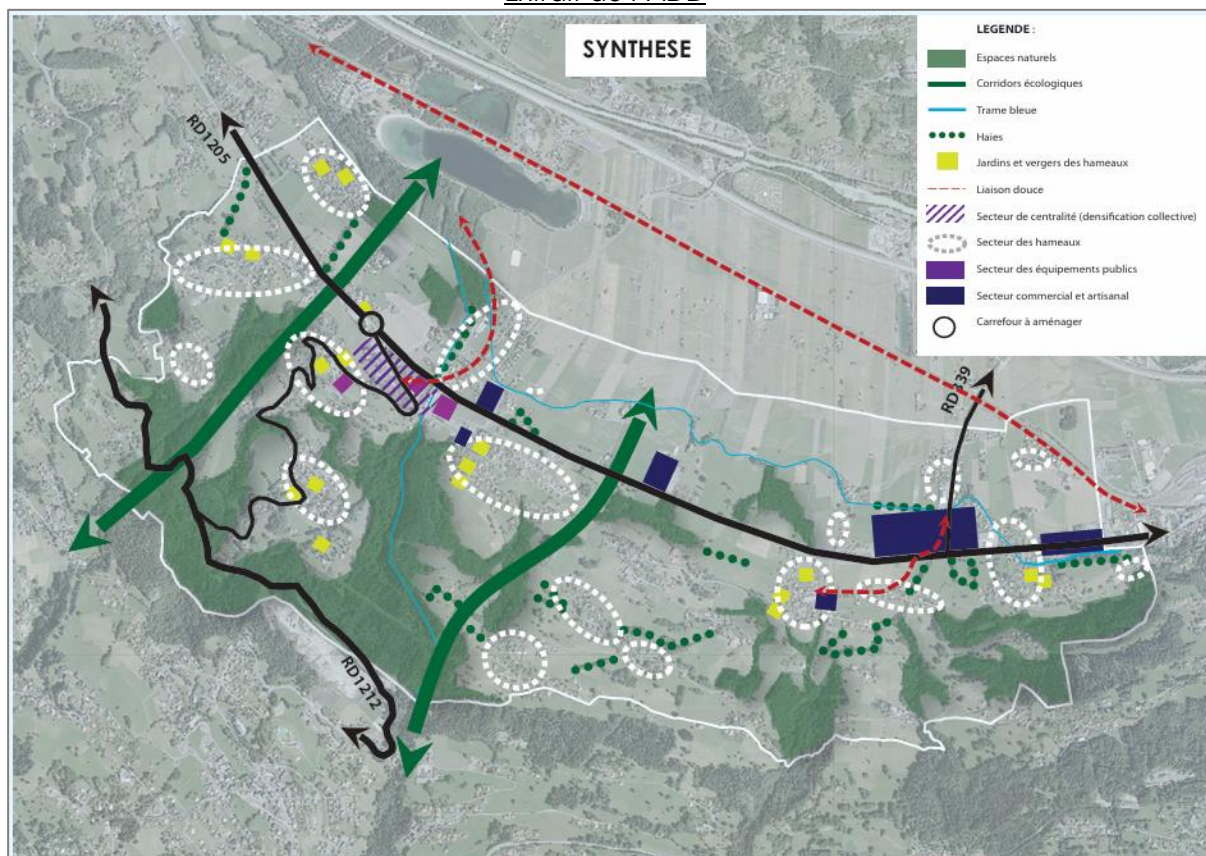 SYNTHESE
LEGENDE :
Espaces naturels
Corridors écologiques
Trame bleue
Haies
Jardins et vergers des hameaux
Liaison douce
Secteur de centralité (densification collective)
Secteur des hameaux
Secteur des équipements publics
Secteur commercial et artisanal
Carrefour à aménager
RD1205
RD1212